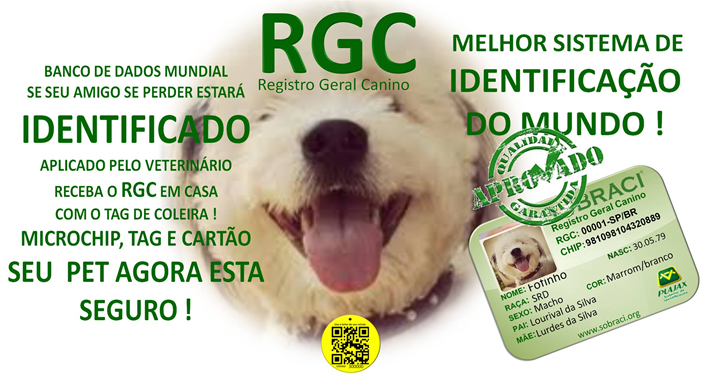 RGC
Registro Geral Canino
BANCO DE DADOS MUNDIAL
SE SEU AMIGO SE PERDER ESTARÁ
IDENTIFICADO
APLICADO PELO VETERINÁRIO
RECEBA O RGC EM CASA
COM O TAG DE COLEIRA !
MICROCHIP, TAG E CARTÃO
SEU PET AGORA ESTA
SEGURO !
MELHOR SISTEMA DE
IDENTIFICAÇÃO
DO MUNDO !
QUALIDADE
APROVADO
GARANTIDA
Registro Geral Canino
RGC: 00001-SP/BR
CHIP: 981098104320889
NASC: 30.05.79
NOME: Fofinho
RAÇA: SRD
COR: Marrom/branco
SEXO: Macho
PAI: Lourival da Silva
MÃE: Lurdes da Silva
www.sobraci.org